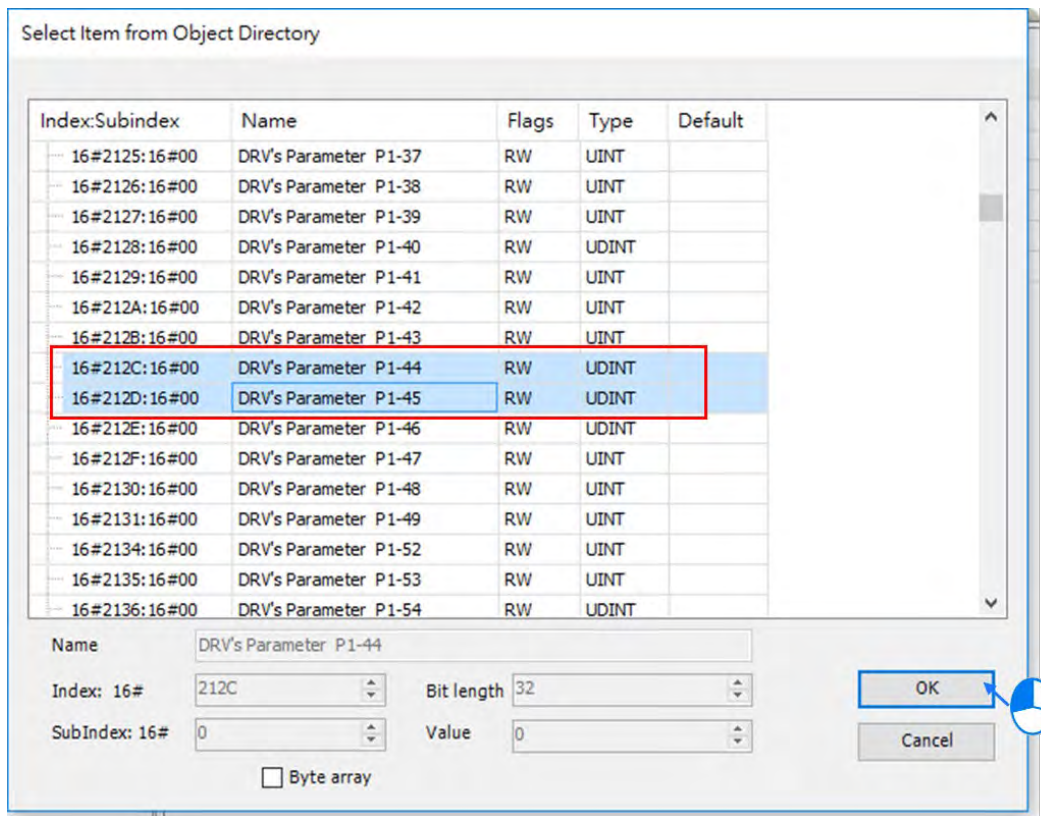 Select Item from Object Directory
Index:Subindex Name Flags Type Default
16#2125:16#00 DRV's Parameter P1-37 RW UINT
16#2126:16#00 DRV's Parameter P1-38 RW UINT
16#2127:16#00 DRV's Parameter P1-39 RW UINT
16#2128:16#00 DRV's Parameter P1-40 RW UDINT
16#2129:16#00 DRV's Parameter P1-41 RW UINT
16#212A:16#00 DRV's Parameter P1-42 RW UINT
16#212B:16#00 DRV's Parameter P1-43 RW UINT
16#212C:16#00 DRV's Parameter P1-44 RW UDINT
16#212D:16#00 DRV's Parameter P1-45 RW UDINT
16#212E:16#00 DRV's Parameter P1-46 RW UDINT
16#212F:16#00 DRV's Parameter P1-47 RW UINT
16#2130:16#00 DRV's Parameter P1-48 RW UINT
16#2131:16#00 DRV's Parameter P1-49 RW UINT
16#2134:16#00 DRV's Parameter P1-52 RW UINT
16#2135:16#00 DRV's Parameter P1-53 RW UINT
16#2136:16#00 DRV's Parameter P1-54 RW UDINT
Name DRV's Parameter P1-44
Index: 16# 212C Bit length 32 OK
SubIndex: 16# 0 Value 0 Cancel
Byte array